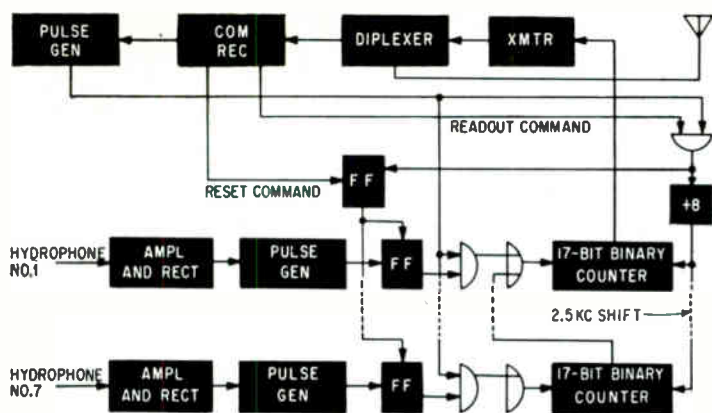 PULSE
GEN
COM
REC
DIPLEXER
XMTR
READOUT COMMAND
RESET COMMAND
FF
÷8
HYDROPHONE
NO.1
AMPL
AND RECT
PULSE
GEN
FF
17-BIT BINARY
COUNTER
2.5KC SHIFT
HYDROPHONE
NO.7
AMPL
AND RECT
PULSE
GEN
FF
17-BIT BINARY
COUNTER